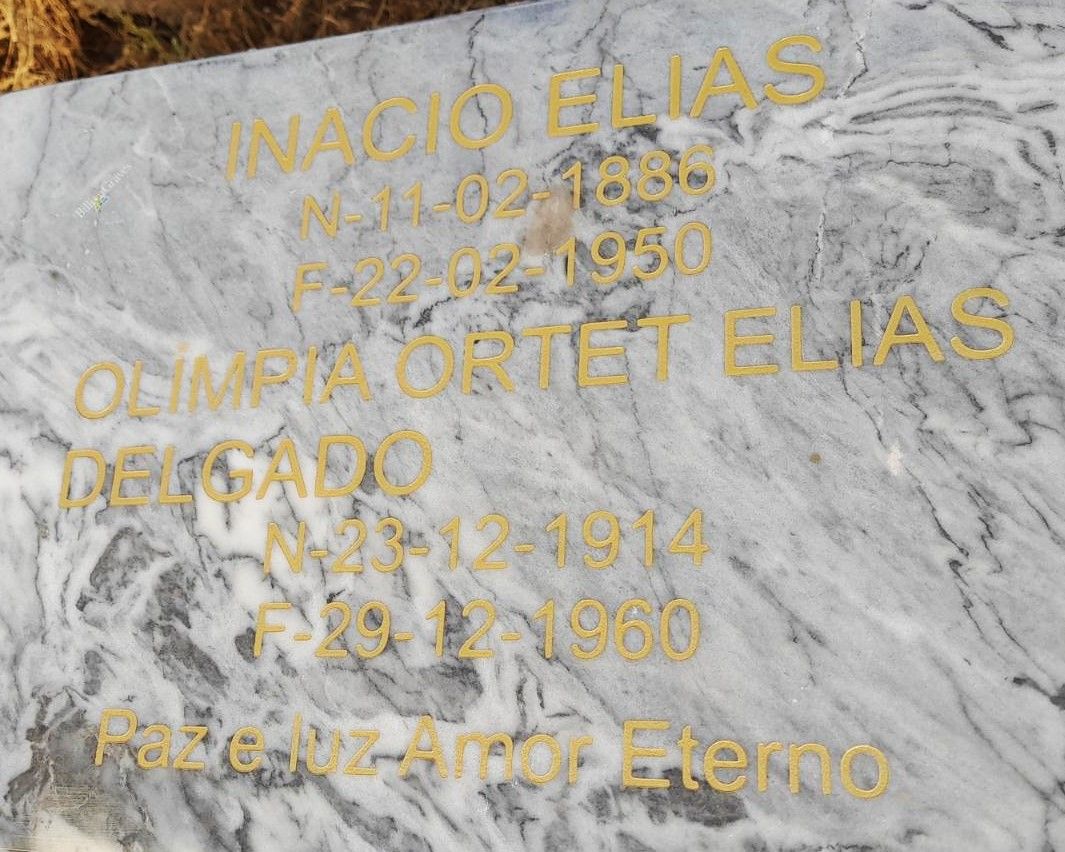 INACIO ELIAS
N-11-02-1886
F-22-02-1950
OLÍMPIA ORTET ELIAS
DELGADO
N-23-12-1914
F-29-12-1960
Paz e luz Amor Eterno